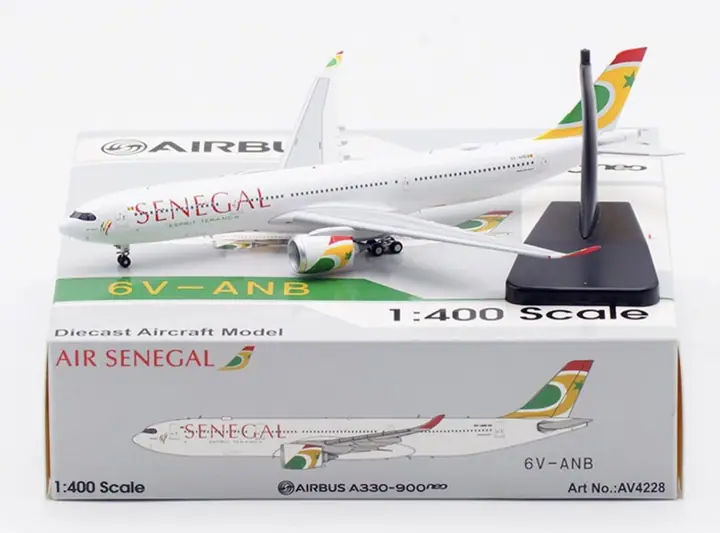 AIRBU
SENEGAL
neo
6V-ANB
1:400 Scale
Diecast Aircraft Model
AIR SENEGAL
SENEGAL
6V-ANB
1:400 Scale
AIRBUS A330-900neo
Art No.:AV4228